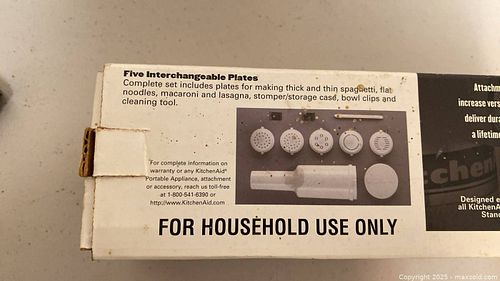 Five Interchangeable Plates
Complete set includes plates for making thick and thin spaghetti, flat
noodles, macaroni and lasagna, stomper/storage case, bowl clips and
cleaning tool.
For complete information on
warranty or any KitchenAid®
Portable Appliance, attachment
or accessory, reach us toll-free
at 1-800-541-6390 or
http://www.KitchenAid.com
FOR HOUSEHOLD USE ONLY
Attachm
increase vers
deliver dura
a lifetim
chen
Designed e
all KitchenA
Stand
Copyright 2025 - maxsold.com